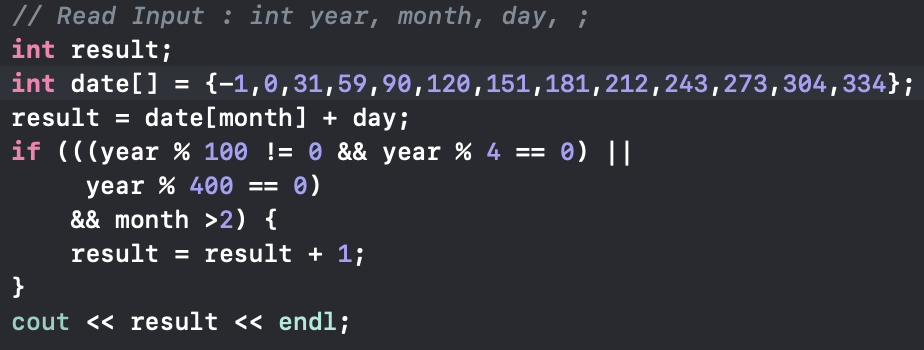 // Read Input : int year, month, day, ;
int result;
int date[] = {-1,0,31,59,90,120,151,181,212,243,273,304,334};
result = date[month] + day;
if (((year % 100 != 0 && year % 4 == 0) ||
     year % 400 == 0)
    && month >2) {
    result = result + 1;
}
cout << result << endl;